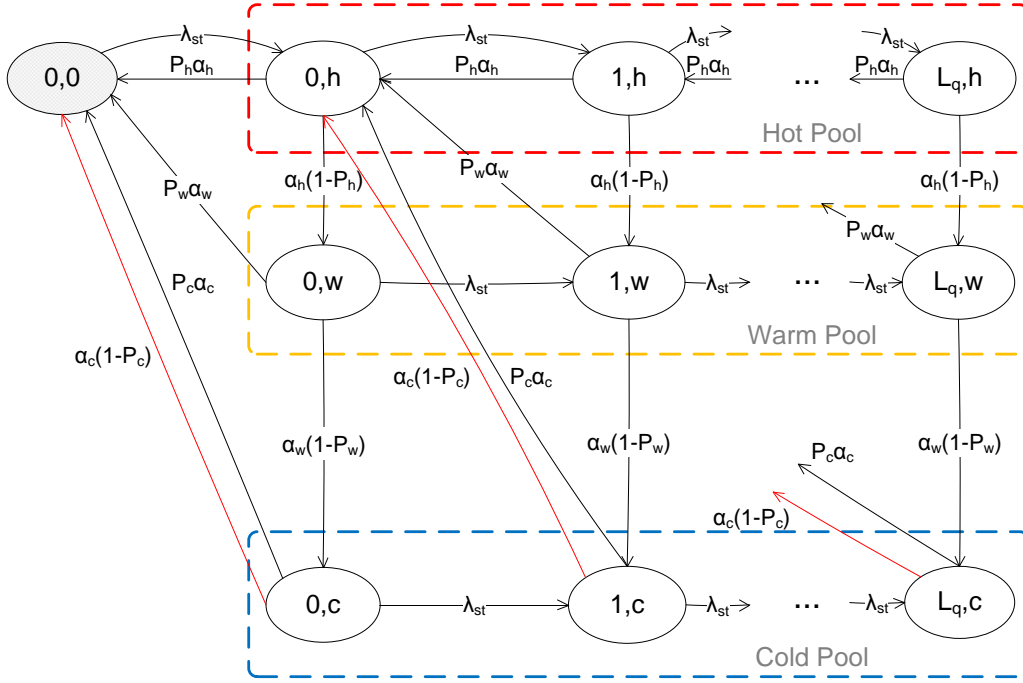 λst λst λst λst
0,0 Phαh 0,h Phαh 1,h Phαh ... Phαh Lq,h
Hot Pool
Pwαw αh(1-Ph) Pwαw αh(1-Ph) αh(1-Ph)
Pwαw
0,w λst 1,w λst ... λst Lq,w
Pcαc
Warm Pool
αc(1-Pc) αc(1-Pc) Pcαc
αw(1-Pw) αw(1-Pw) αw(1-Pw)
Pcαc
αc(1-Pc)
0,c λst 1,c λst ... λst Lq,c
Cold Pool